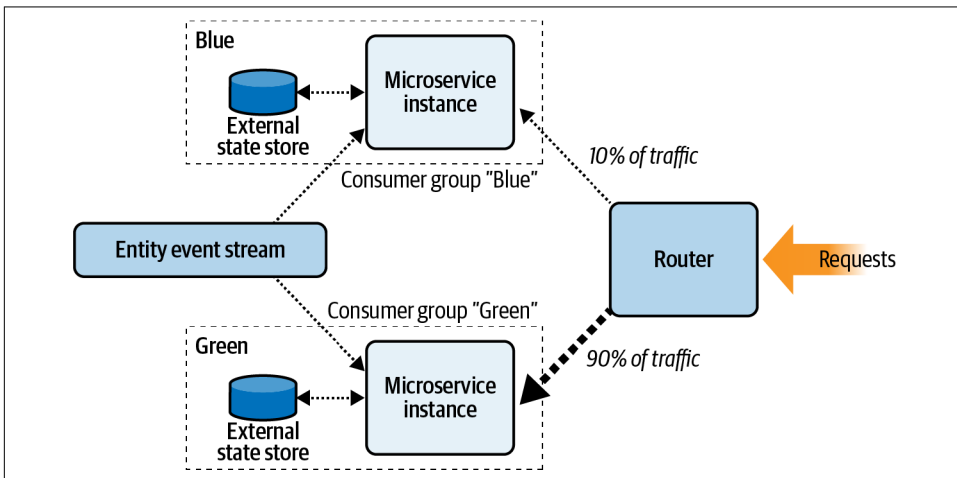 Blue
Microservice
instance
External
state store
10% of traffic
Consumer group "Blue"
Entity event stream
Router
Requests
Consumer group "Green"
Green
90% of traffic
Microservice
instance
External
state store